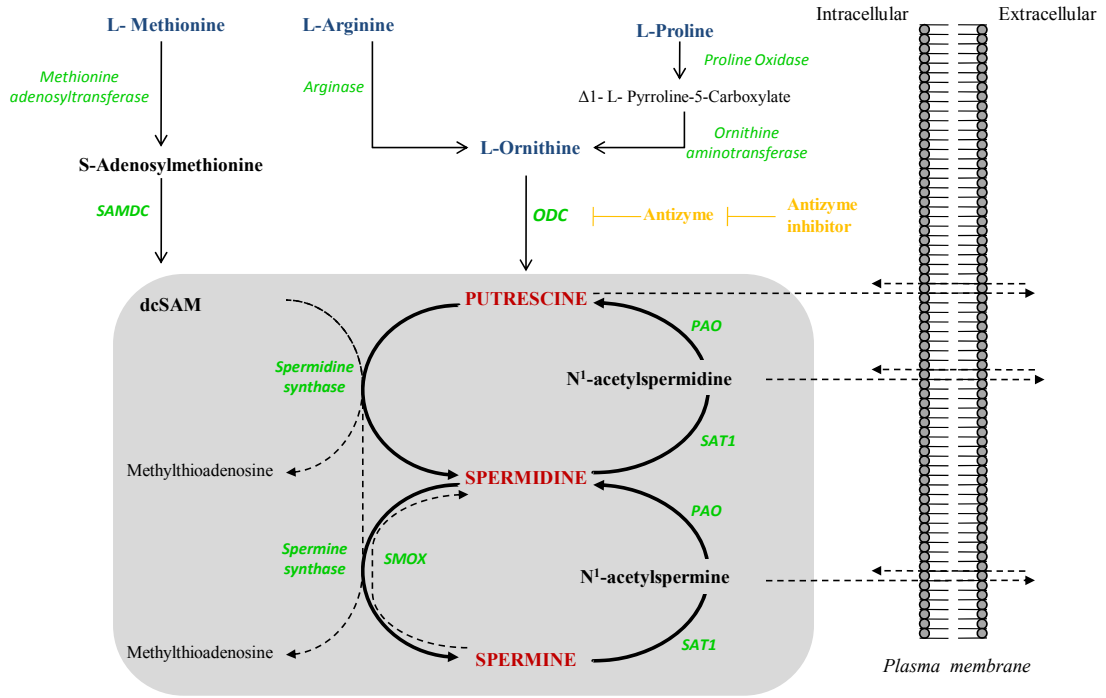 Intracellular
Extracellular
L- Methionine
L-Arginine
L-Proline
Methionine
adenosyltransferase
Arginase
Proline Oxidase
Δ1- L- Pyrroline-5-Carboxylate
Ornithine
aminotransferase
S-Adenosylmethionine
L-Ornithine
SAMDC
ODC
Antizyme
Antizyme
inhibitor
dcSAM
PUTRESCINE
PAO
Spermidine
synthase
N¹-acetylspermidine
SAT1
Methylthioadenosine
SPERMIDINE
PAO
Spermine
synthase
SMOX
N¹-acetylspermine
SAT1
Methylthioadenosine
SPERMINE
Plasma membrane